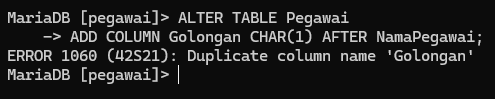 MariaDB [pegawai]> ALTER TABLE Pegawai
    -> ADD COLUMN Golongan CHAR(1) AFTER NamaPegawai;
ERROR 1060 (42S21): Duplicate column name 'Golongan'
MariaDB [pegawai]>